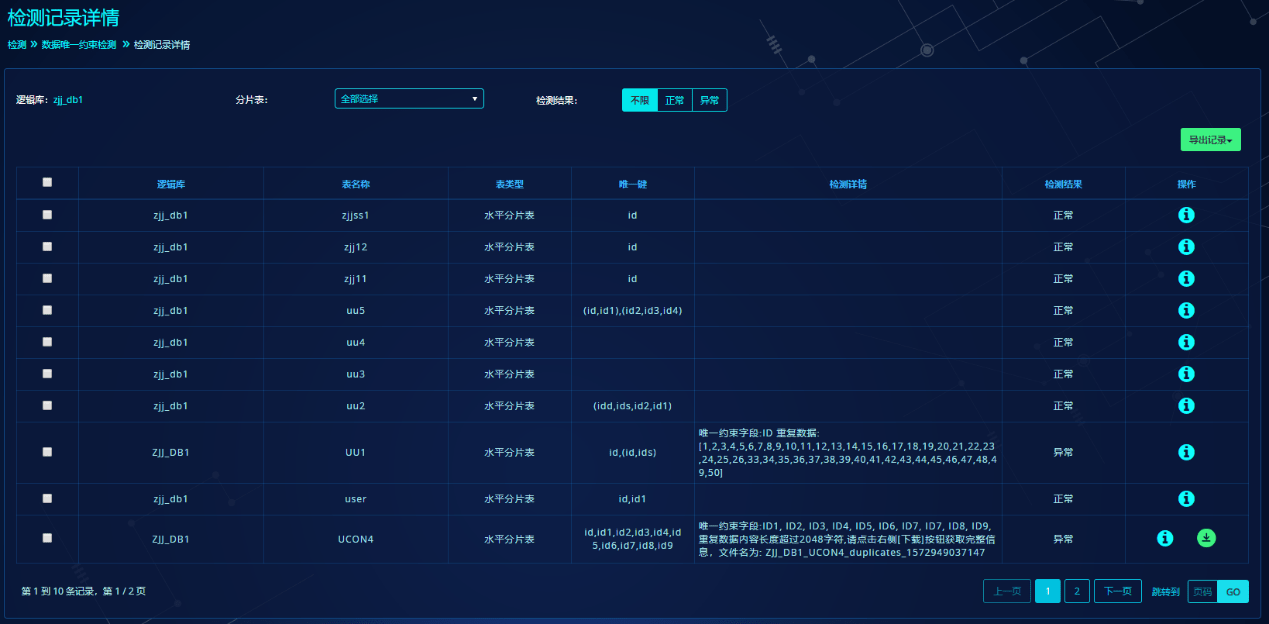 检测记录详情
检测 » 数据唯一约束检测 » 检测记录详情
逻辑库: zjj_db1 分片表: 全部选择 检测结果: 不限 正常 异常
导出记录
逻辑库 表名称 表类型 唯一键 检测详情 检测结果 操作
zjj_db1 zjjss1 水平分片表 id 正常
zjj_db1 zjj12 水平分片表 id 正常
zjj_db1 zjj11 水平分片表 id 正常
zjj_db1 uu5 水平分片表 (id,id1),(id2,id3,id4) 正常
zjj_db1 uu4 水平分片表 正常
zjj_db1 uu3 水平分片表 正常
zjj_db1 uu2 水平分片表 (idd,ids,id2,id1) 正常
唯一约束字段:ID 重复数据:
[1,2,3,4,5,6,7,8,9,10,11,12,13,14,15,16,17,18,19,20,21,22,23
ZJJ_DB1 UU1 水平分片表 id,(id,ids) 异常
,24,25,26,33,34,35,36,37,38,39,40,41,42,43,44,45,46,47,48,4
9,50]
zjj_db1 user 水平分片表 id,id1 正常
唯一约束字段:ID1, ID2, ID3, ID4, ID5, ID6, ID7, ID7, ID8, ID9,
id,id1,id2,id3,id4,id
ZJJ_DB1 UCON4 水平分片表 重复数据内容长度超过2048字符,请点击右侧[下载]按钮获取完整信 异常
5,id6,id7,id8,id9
息，文件名为: ZJJ_DB1_UCON4_duplicates_1572949037147
第 1 到 10 条记录，第 1 / 2 页 上一页 1 2 下一页 跳转到 页码 GO